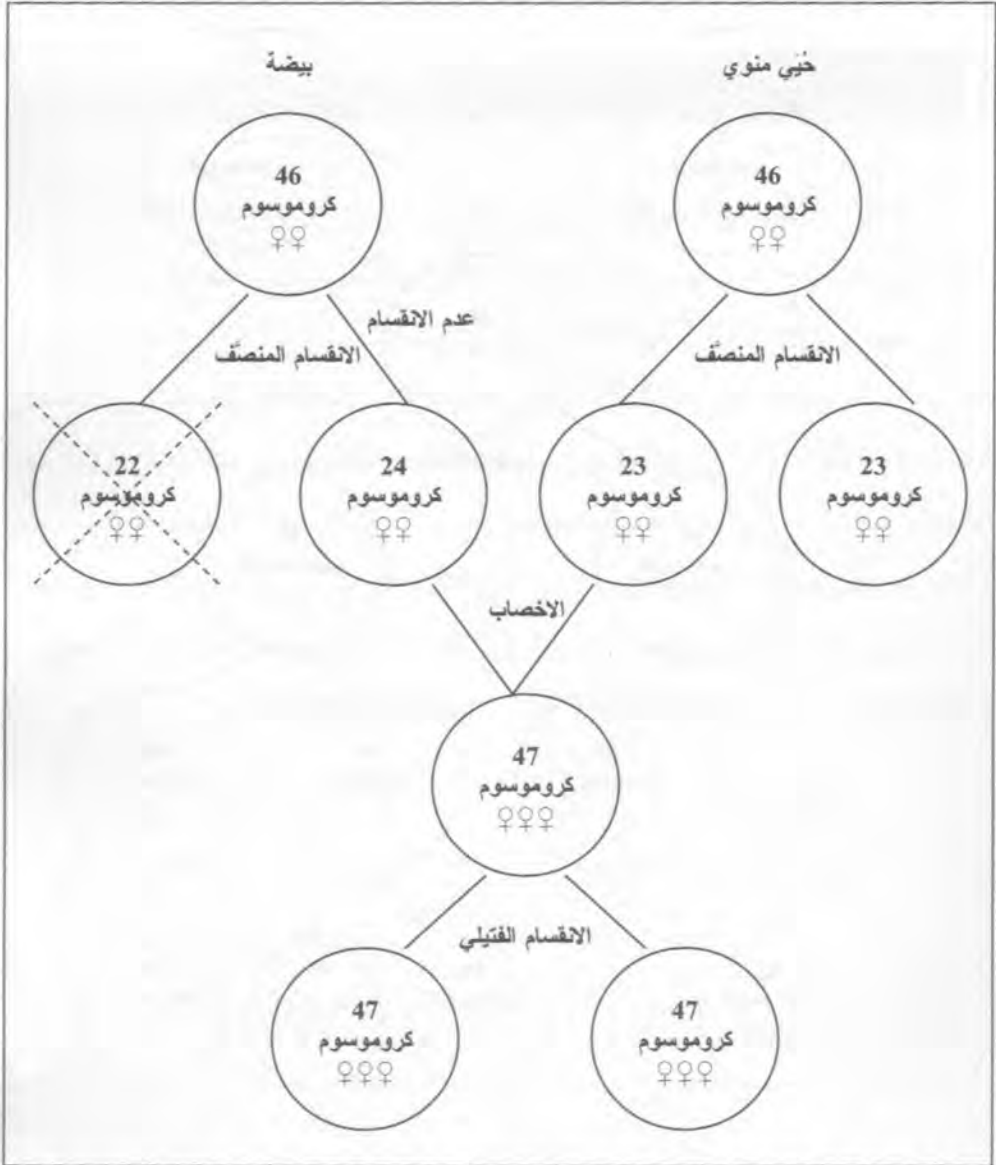 حُيَي منوي
بيضة
46
كروموسوم
♀♀
46
كروموسوم
♀♀
عدم الانقسام
الانقسام المنصَّف
الانقسام المنصَّف
23
كروموسوم
♀♀
23
كروموسوم
♀♀
24
كروموسوم
♀♀
22
كروموسوم
♀♀
الاخصاب
47
كروموسوم
♀♀♀
الانقسام الفتيلي
47
كروموسوم
♀♀♀
47
كروموسوم
♀♀♀